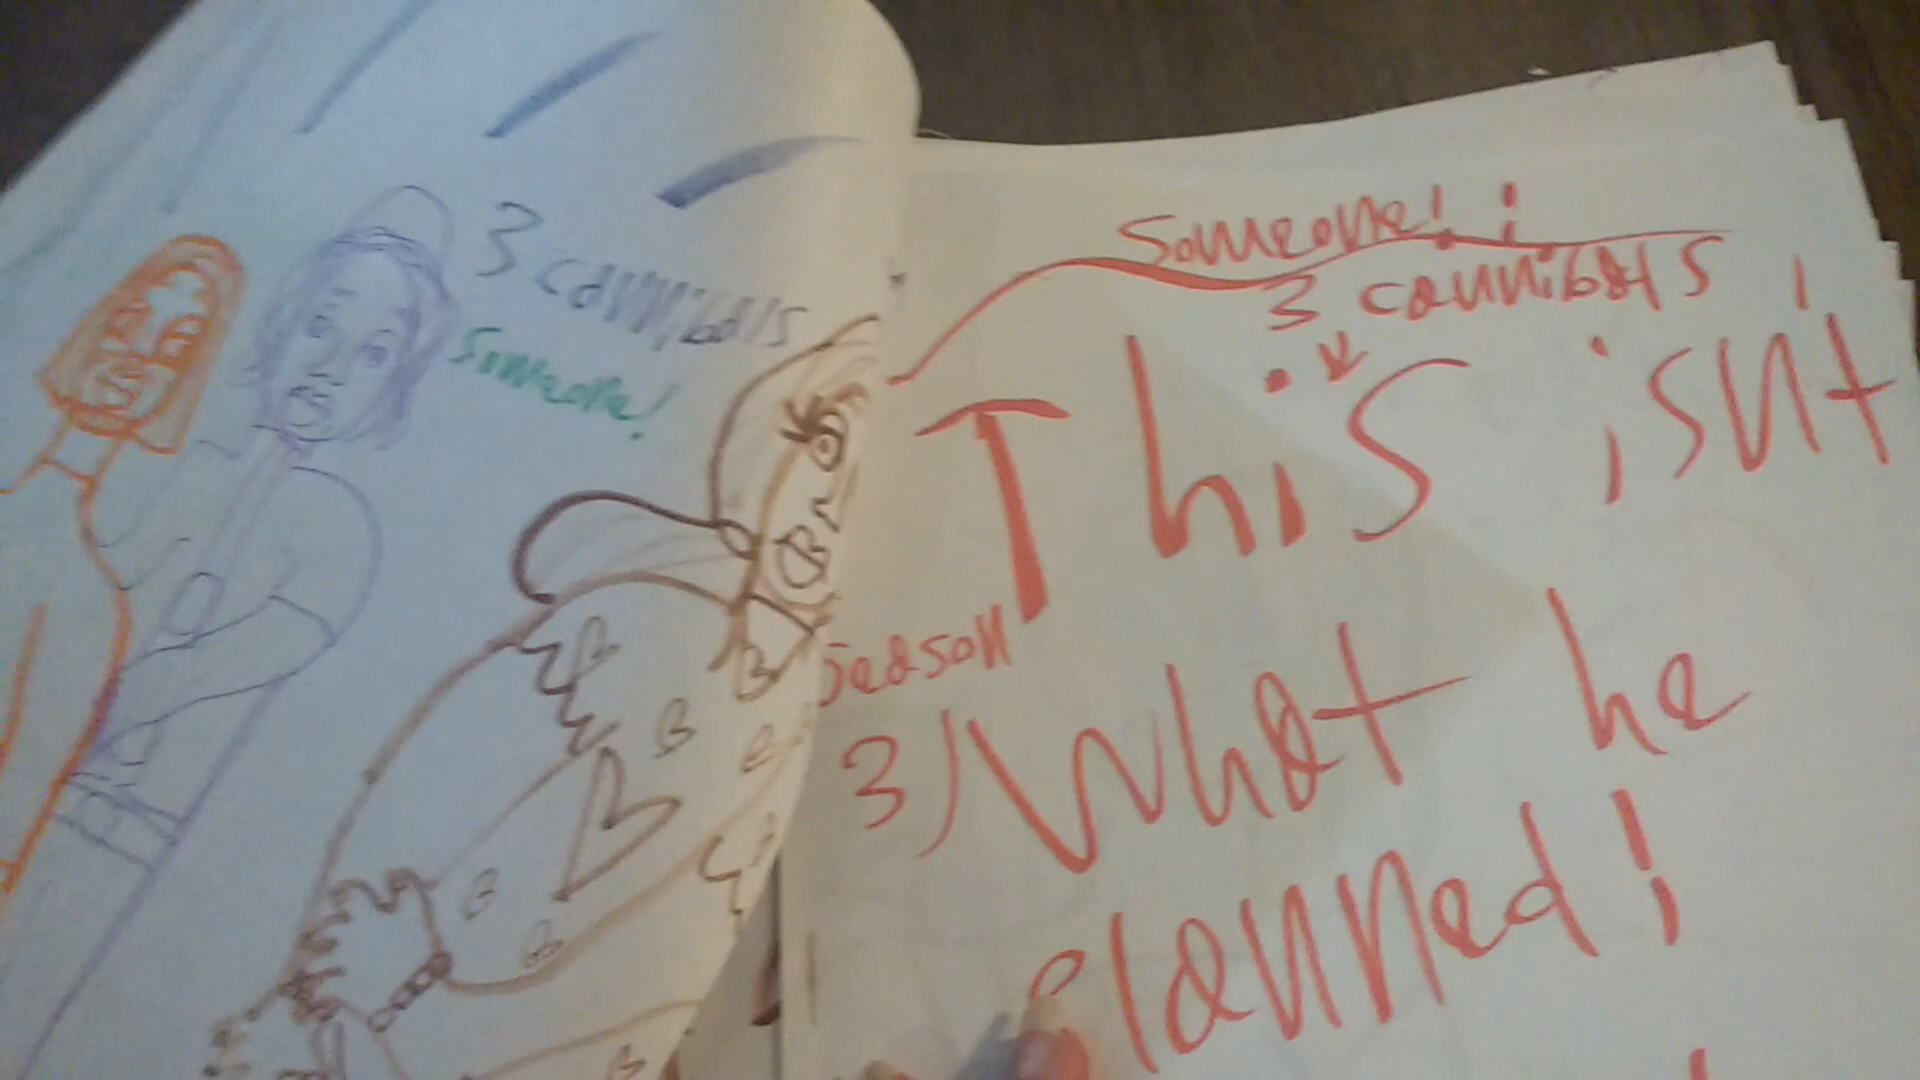 3 cannibals
Someone!
Someone!
3 cannibals
This isn't
Jedson
3) What he
planned!